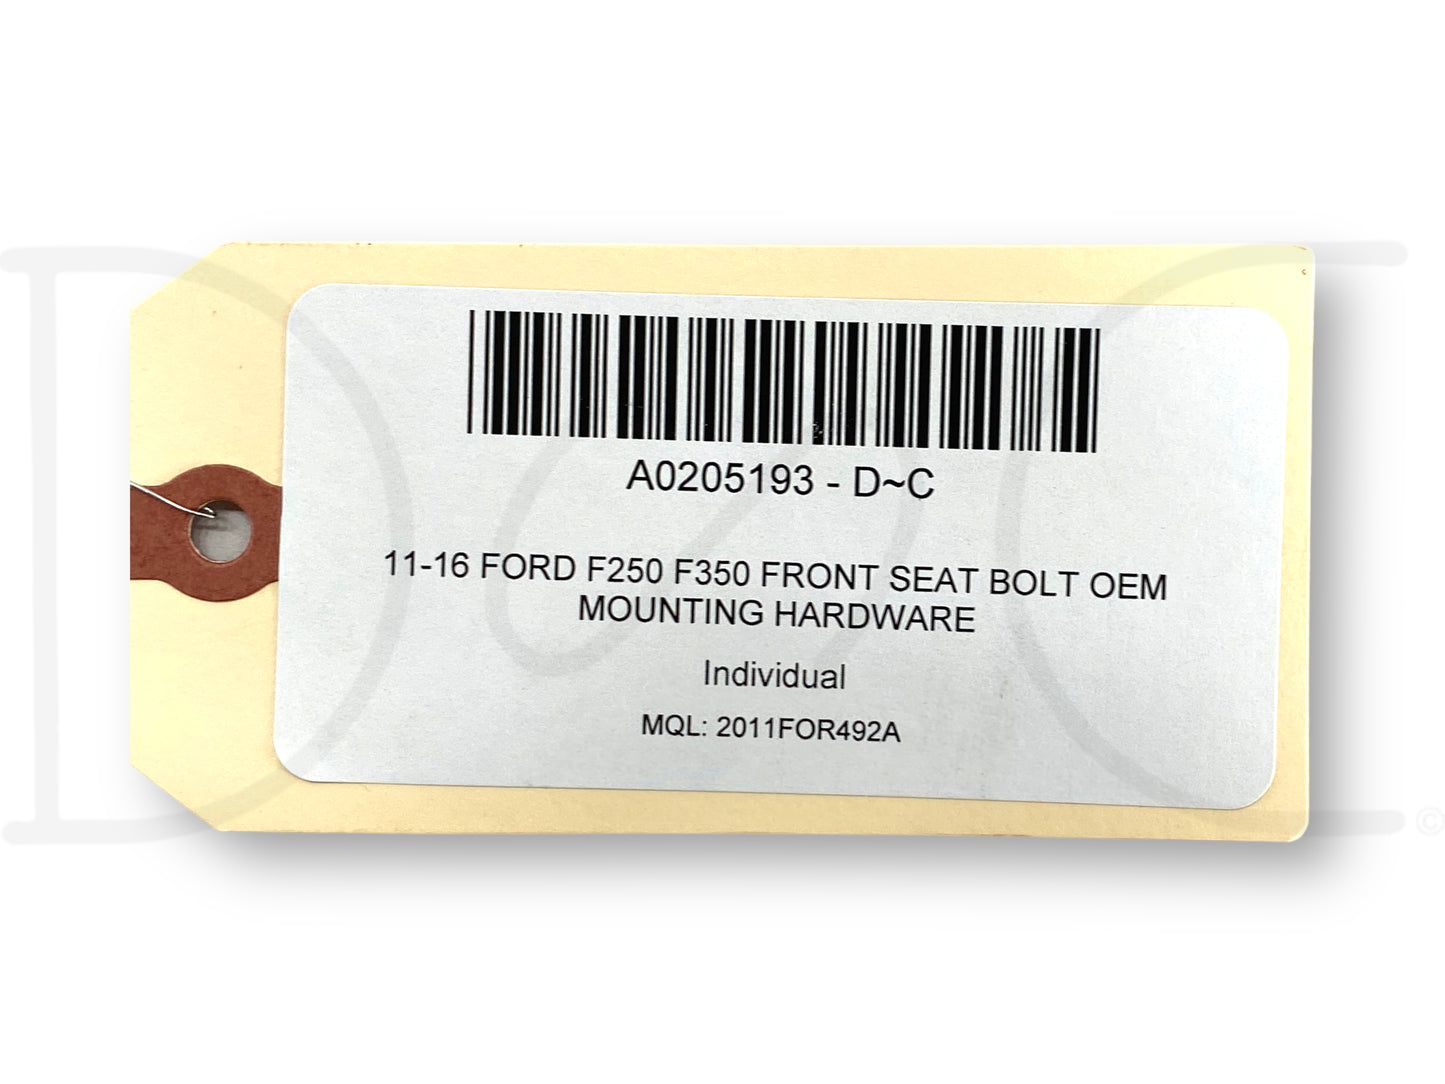 A0205193 - D~C
11-16 FORD F250 F350 FRONT SEAT BOLT OEM
MOUNTING HARDWARE
Individual
MQL: 2011FOR492A
D C
©